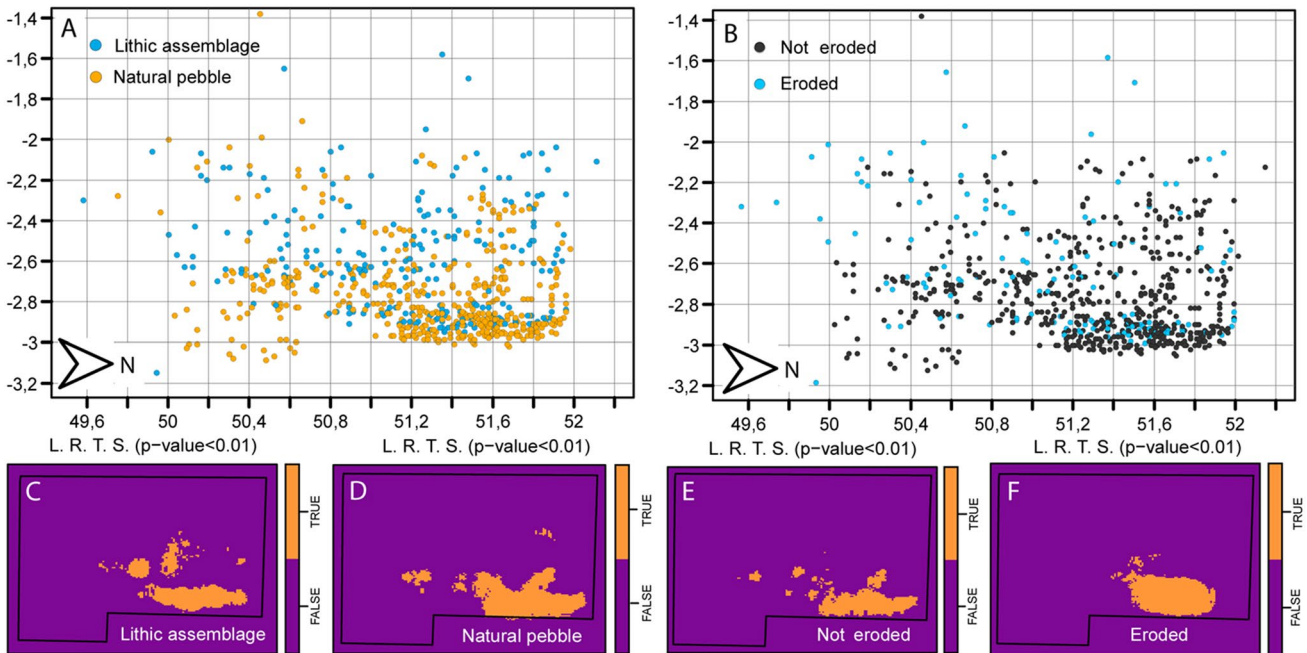 A
Lithic assemblage
Natural pebble
-1,4
-1,6
-1,8
-2
-2,2
-2,4
-2,6
-2,8
-3
-3,2
N
49,6 50 50,4 50,8 51,2 51,6 52
L. R. T. S. (p-value<0.01) L. R. T. S. (p-value<0.01)
B
Not eroded
Eroded
-1,4
-1,6
-1,8
-2
-2,2
-2,4
-2,6
-2,8
-3
-3,2
N
49,6 50 50,4 50,8 51,2 51,6 52
L. R. T. S. (p-value<0.01) L. R. T. S. (p-value<0.01)
C
Lithic assemblage
TRUE
FALSE
D
Natural pebble
TRUE
FALSE
E
Not eroded
TRUE
FALSE
F
Eroded
TRUE
FALSE